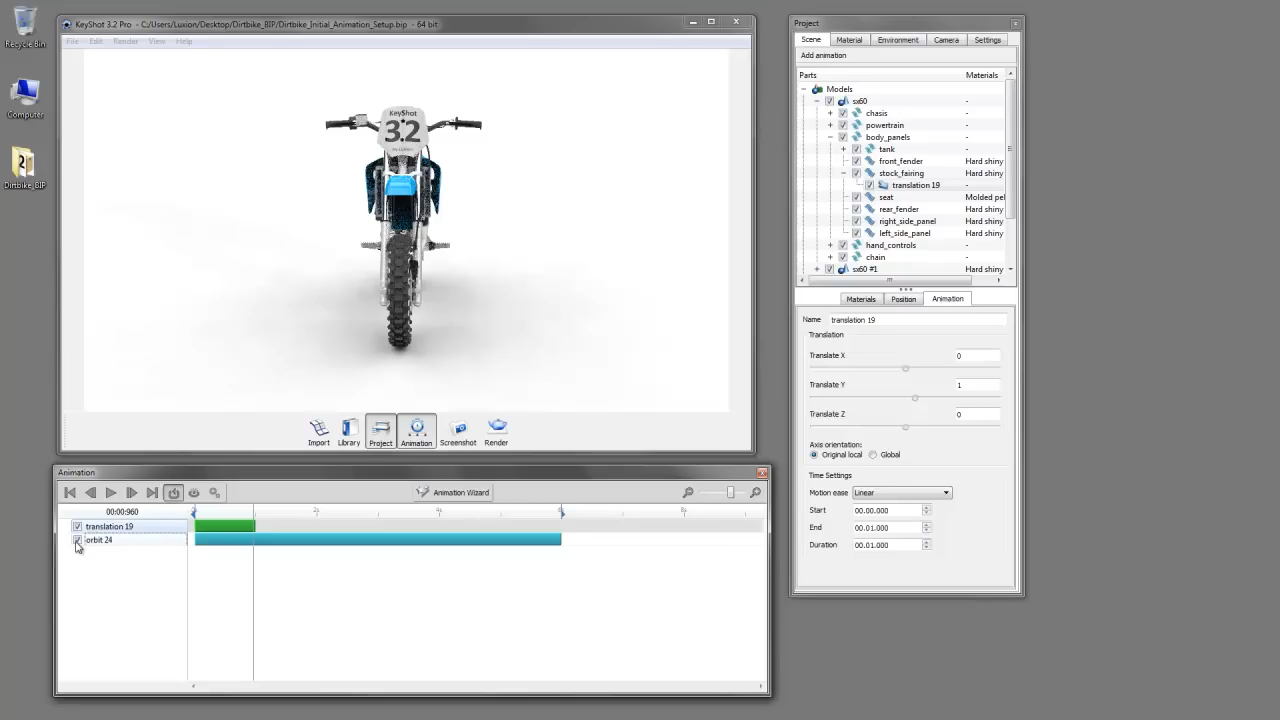 Recycle Bin
Computer
Dirtbike_BIP
KeyShot 3.2 Pro - C:/Users/Luxion/Desktop/Dirtbike_BIP/Dirtbike_Initial_Animation_Setup.bip - 64 bit
File Edit Render View Help
KeyShot
3.2
Import Library Project Animation Screenshot Render
Animation
Animation Wizard
00:00:960
2s 4s 6s 8s
translation 19
orbit 24
Project
Scene Material Environment Camera Settings
Add animation
Parts Materials
Models
sx60 -
chasis -
powertrain -
body_panels -
tank -
front_fender Hard shiny
stock_fairing Hard shiny
translation 19 -
seat Molded pel
rear_fender Hard shiny
right_side_panel Hard shiny
left_side_panel Hard shiny
hand_controls -
chain -
sx60 #1 Hard shiny
Materials Position Animation
Name translation 19
Translation
Translate X 0
Translate Y 1
Translate Z 0
Axis orientation:
Original local Global
Time Settings
Motion ease Linear
Start 00.00.000
End 00.01.000
Duration 00.01.000